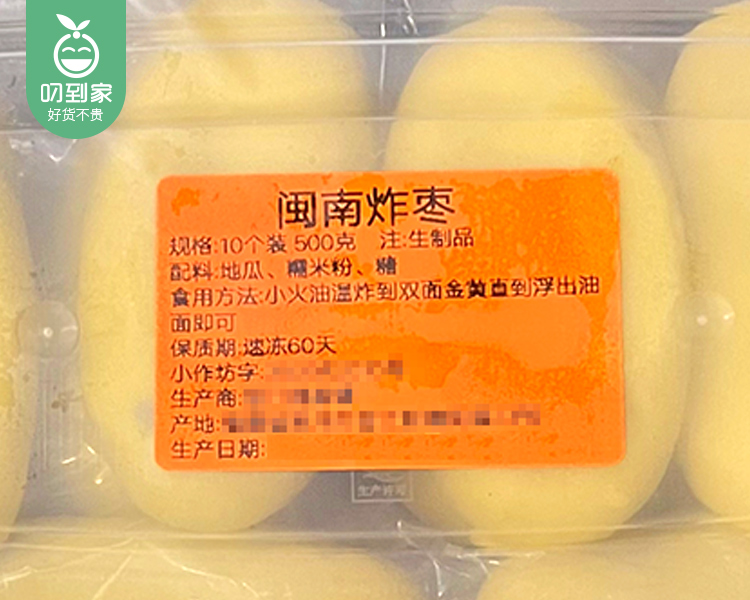 叨到家
好货不贵
闽南炸枣
规格:10个装 500克 注:生制品
配料:地瓜、糯米粉、糖
食用方法:小火油温炸到双面金黄直到浮出油
面即可
保质期:速冻60天
小作坊字:
生产商:
产地:
生产日期:
生产许可